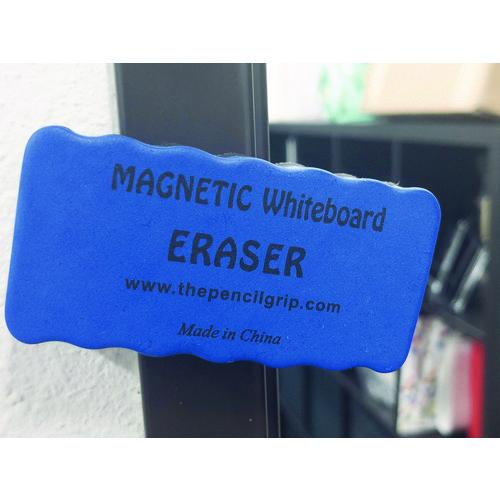 MAGNETIC Whiteboard
ERASER
www.thepencilgrip.com
Made in China